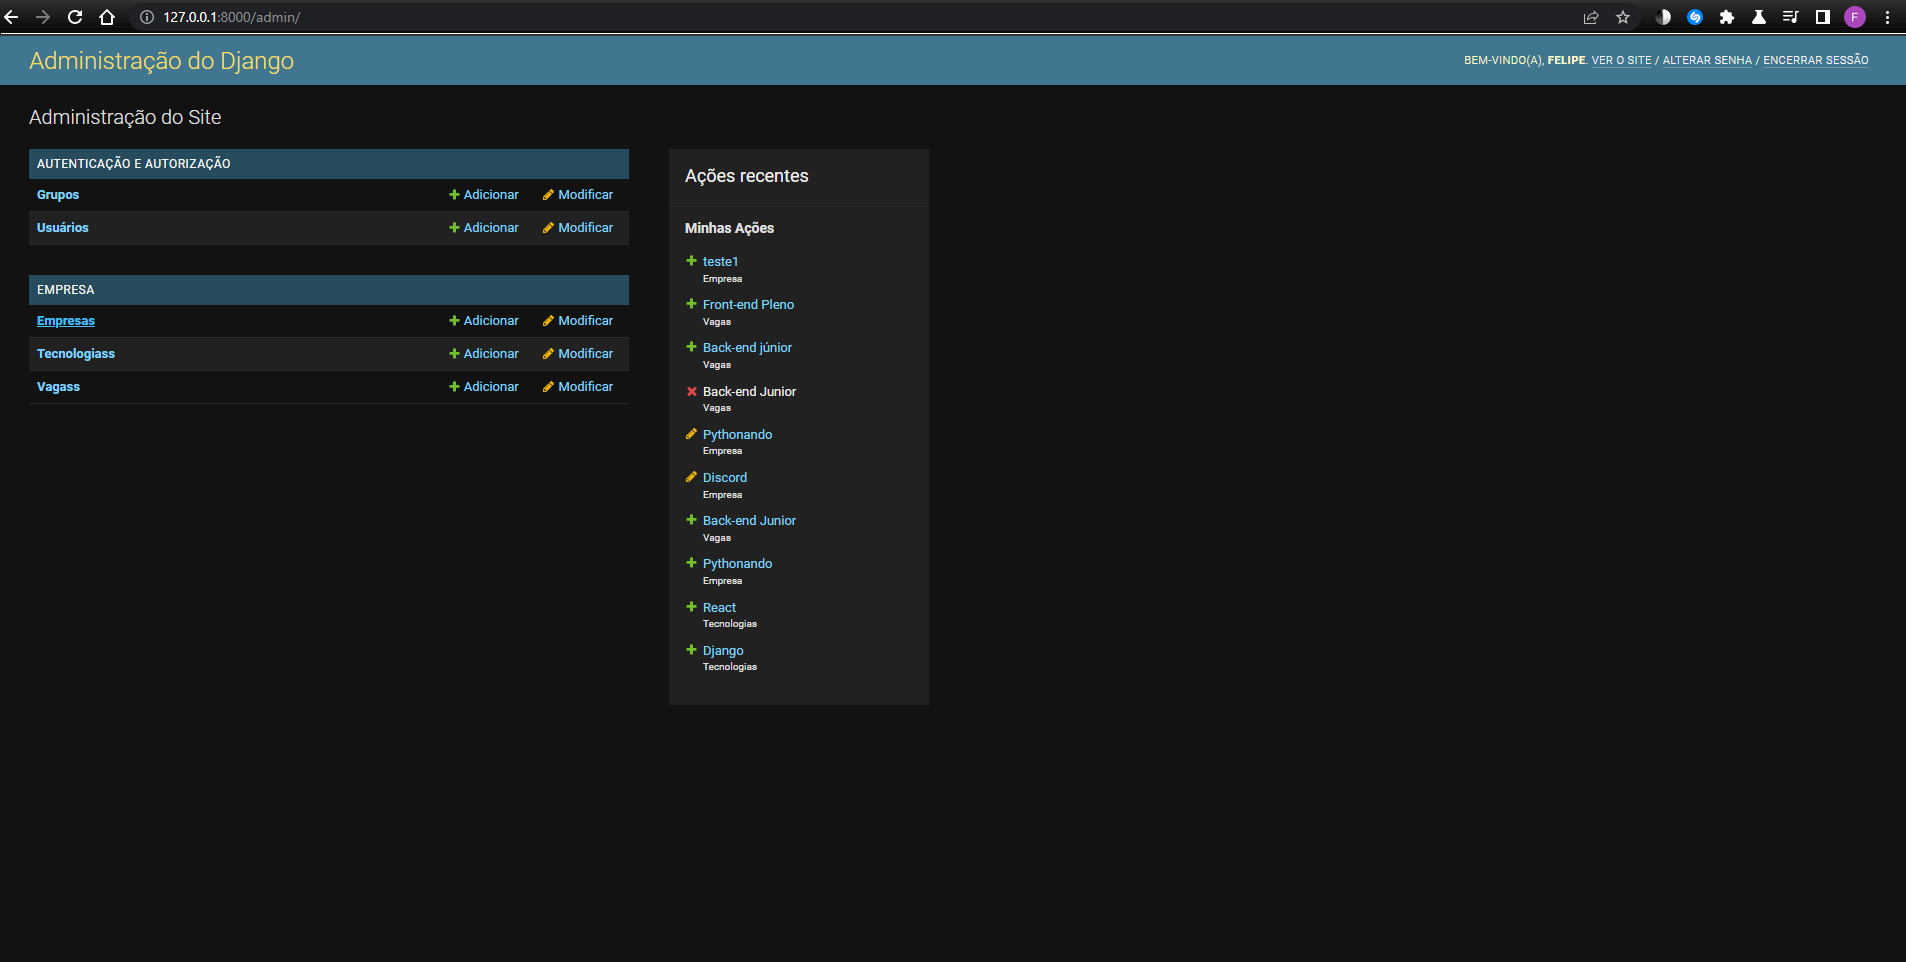 127.0.0.1:8000/admin/
F
Administração do Django
BEM-VINDO(A), FELIPE. VER O SITE / ALTERAR SENHA / ENCERRAR SESSÃO
Administração do Site
AUTENTICAÇÃO E AUTORIZAÇÃO
Grupos Adicionar Modificar
Usuários Adicionar Modificar
EMPRESA
Empresas Adicionar Modificar
Tecnologiass Adicionar Modificar
Vagass Adicionar Modificar
Ações recentes
Minhas Ações
teste1
Empresa
Front-end Pleno
Vagas
Back-end júnior
Vagas
Back-end Junior
Vagas
Pythonando
Empresa
Discord
Empresa
Back-end Junior
Vagas
Pythonando
Empresa
React
Tecnologias
Django
Tecnologias